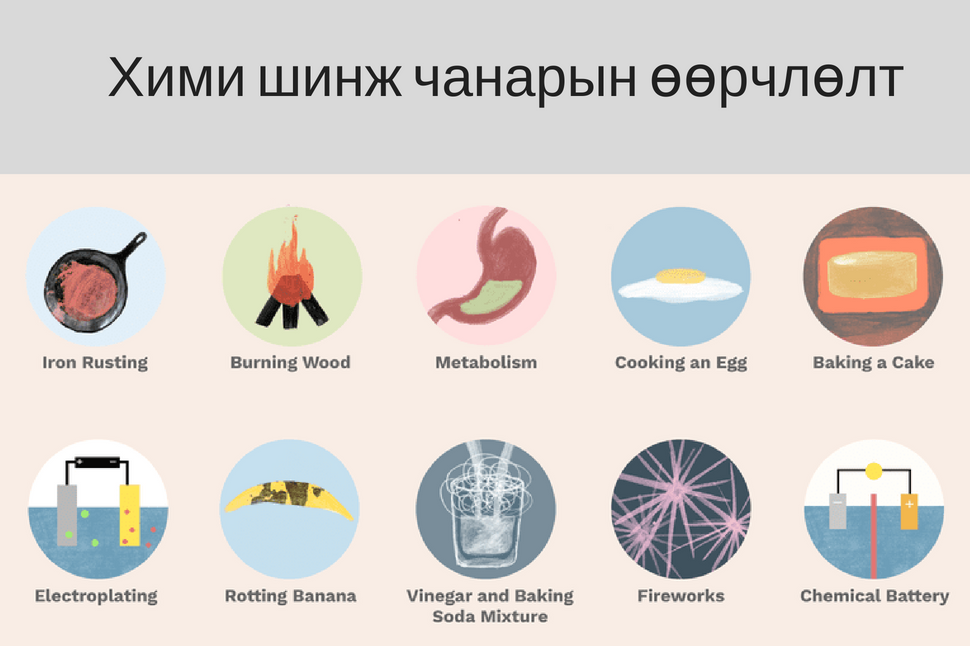 Хими шинж чанарын өөрчлөлт
Iron Rusting
Burning Wood
Metabolism
Cooking an Egg
Baking a Cake
Electroplating
Rotting Banana
Vinegar and Baking
Soda Mixture
Fireworks
Chemical Battery